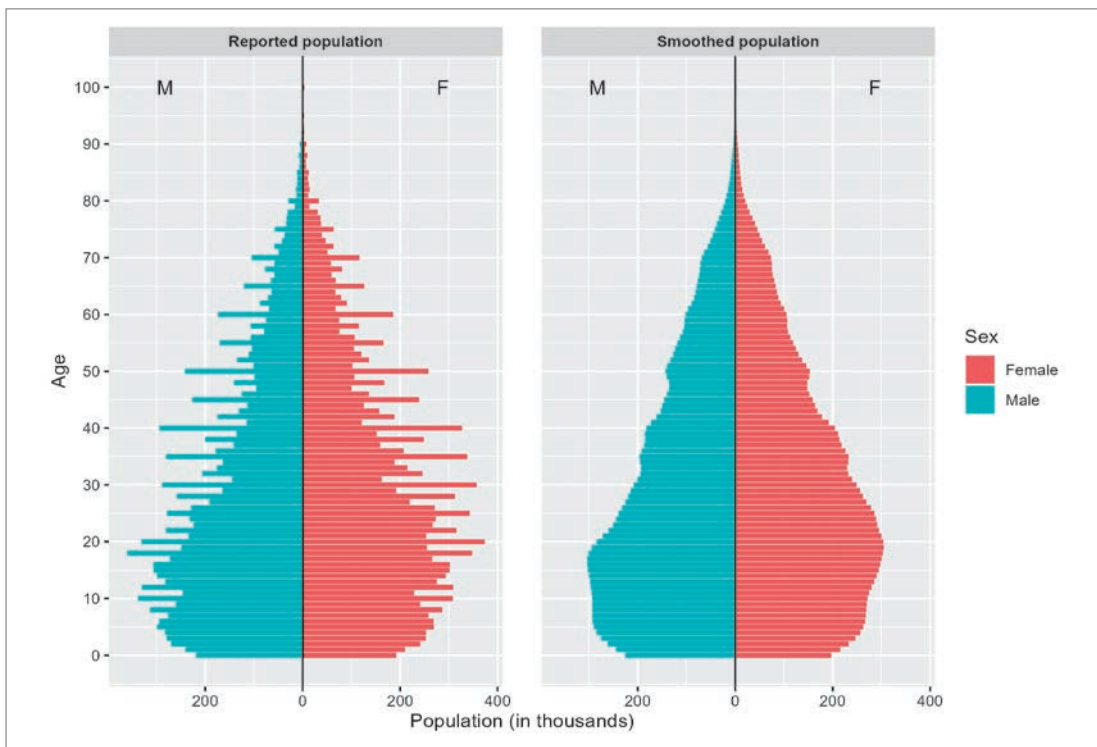 Reported population
Smoothed population
M
F
M
F
100
90
80
70
60
50
40
30
20
10
0
Age
200
0
200
400
200
0
200
400
Population (in thousands)
Sex
Female
Male